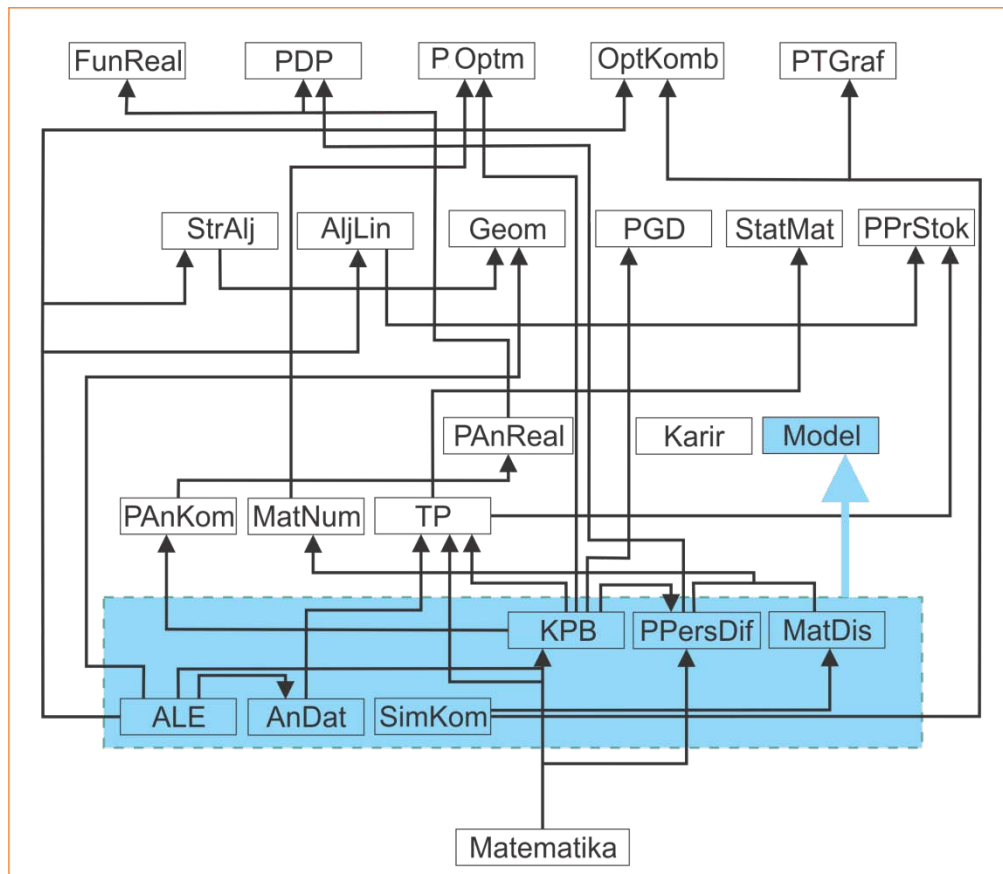 FunReal
PDP
P Optm
OptKomb
PTGraf
StrAlj
AljLin
Geom
PGD
StatMat
PPrStok
PAnReal
Karir
Model
PAnKom
MatNum
TP
KPB
PPersDif
MatDis
ALE
AnDat
SimKom
Matematika